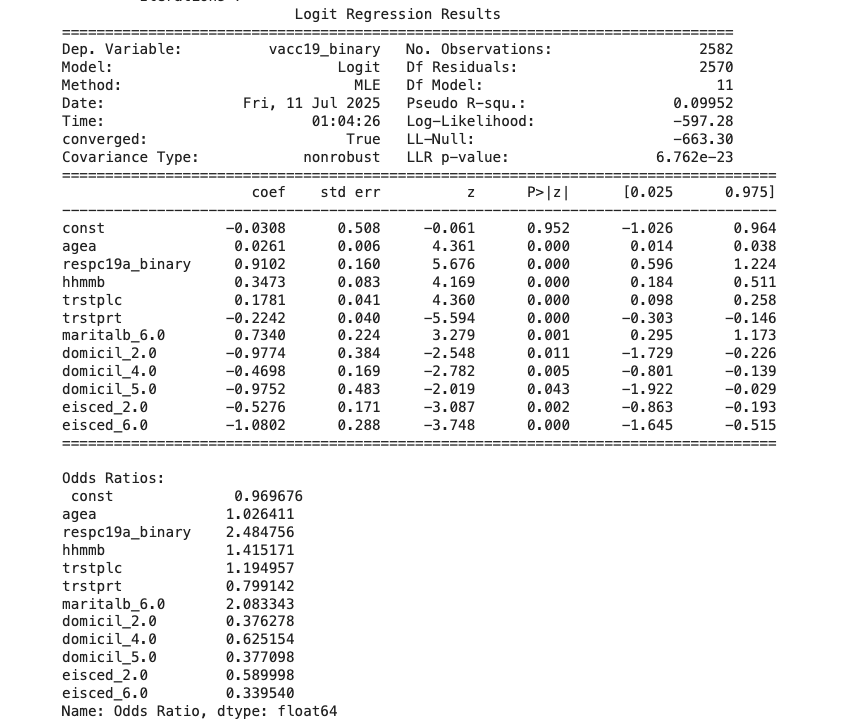 Logit Regression Results
==============================================================================
Dep. Variable: vacc19_binary No. Observations: 2582
Model: Logit Df Residuals: 2570
Method: MLE Df Model: 11
Date: Fri, 11 Jul 2025 Pseudo R-squ.: 0.09952
Time: 01:04:26 Log-Likelihood: -597.28
converged: True LL-Null: -663.30
Covariance Type: nonrobust LLR p-value: 6.762e-23
===================================================================================
coef std err z P>|z| [0.025 0.975]
-----------------------------------------------------------------------------------
const -0.0308 0.508 -0.061 0.952 -1.026 0.964
agea 0.0261 0.006 4.361 0.000 0.014 0.038
respc19a_binary 0.9102 0.160 5.676 0.000 0.596 1.224
hhmmb 0.3473 0.083 4.169 0.000 0.184 0.511
trstplc 0.1781 0.041 4.360 0.000 0.098 0.258
trstprt -0.2242 0.040 -5.594 0.000 -0.303 -0.146
maritalb_6.0 0.7340 0.224 3.279 0.001 0.295 1.173
domicil_2.0 -0.9774 0.384 -2.548 0.011 -1.729 -0.226
domicil_4.0 -0.4698 0.169 -2.782 0.005 -0.801 -0.139
domicil_5.0 -0.9752 0.483 -2.019 0.043 -1.922 -0.029
eisced_2.0 -0.5276 0.171 -3.087 0.002 -0.863 -0.193
eisced_6.0 -1.0802 0.288 -3.748 0.000 -1.645 -0.515
===================================================================================
Odds Ratios:
const 0.969676
agea 1.026411
respc19a_binary 2.484756
hhmmb 1.415171
trstplc 1.194957
trstprt 0.799142
maritalb_6.0 2.083343
domicil_2.0 0.376278
domicil_4.0 0.625154
domicil_5.0 0.377098
eisced_2.0 0.589998
eisced_6.0 0.339540
Name: Odds Ratio, dtype: float64